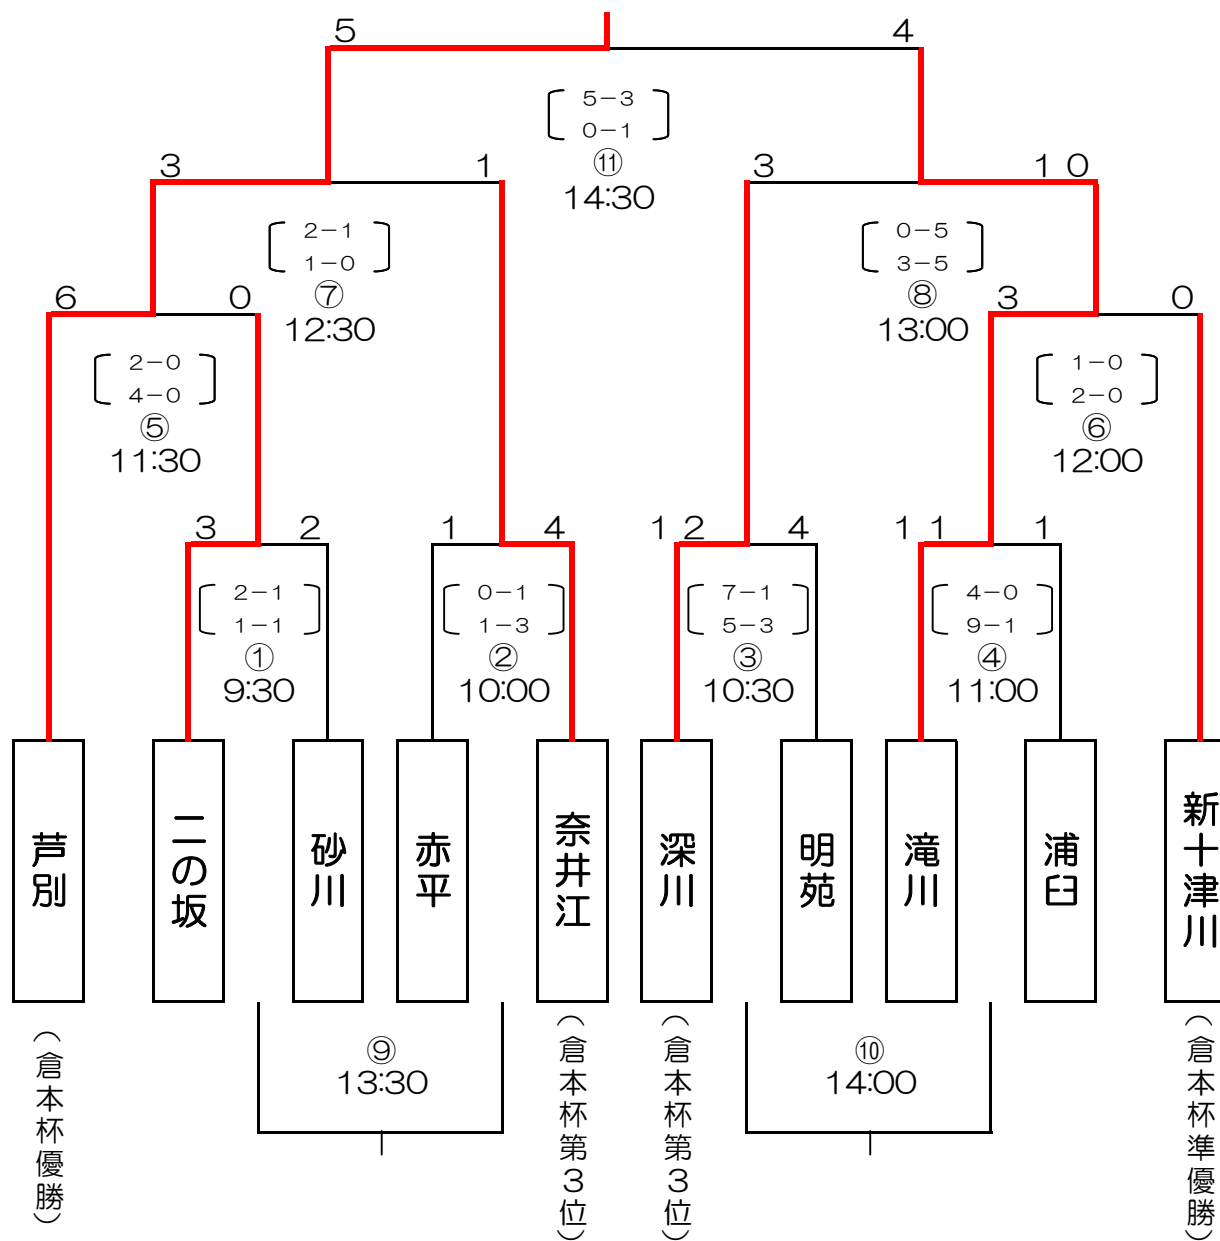 5 4
5-3
0-1
⑪
14:30
3 1 3 10
2-1 0-5
1-0 3-5
⑦ ⑧
12:30 13:00
6 0 3 0
2-0 1-0
4-0 2-0
⑤ ⑥
11:30 12:00
3 2 1 4 12 4 11 1
2-1 0-1 7-1 4-0
1-1 1-3 5-3 9-1
① ② ③ ④
9:30 10:00 10:30 11:00
芦別
二の坂
砂川
赤平
奈井江
深川
明苑
滝川
浦臼
新十津川
(倉本杯優勝)
⑨
13:30
(倉本杯第3位)
(倉本杯第3位)
⑩
14:00
(倉本杯準優勝)